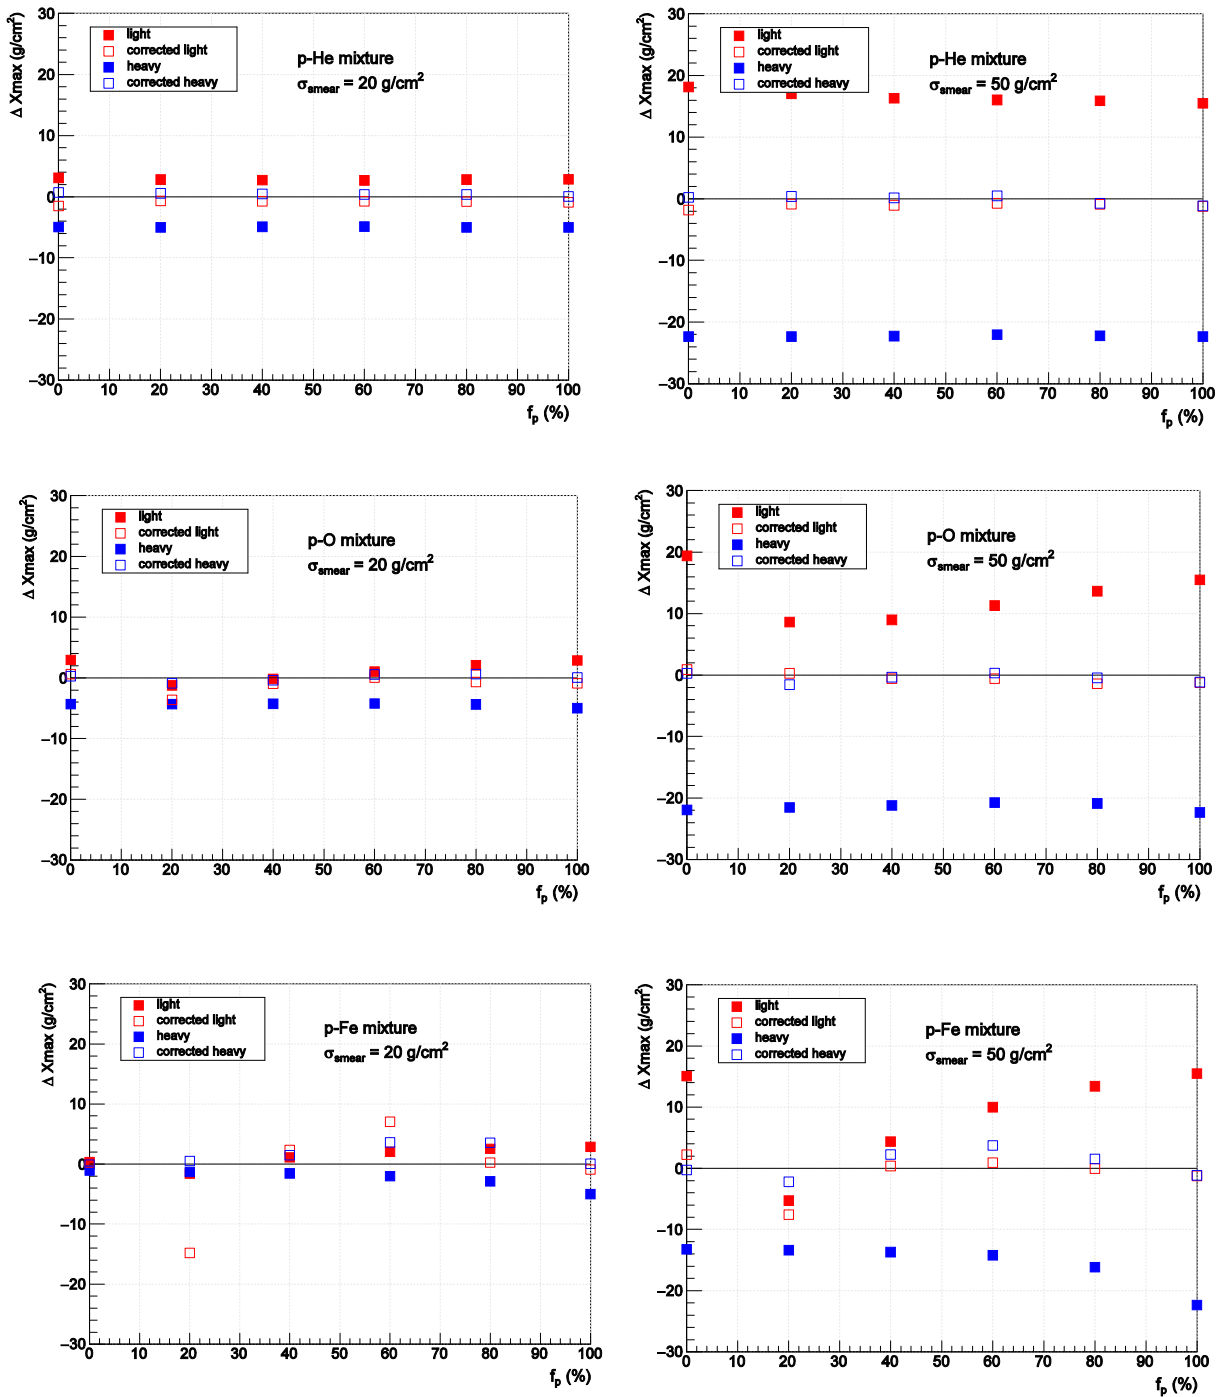 Δ Xmax (g/cm²)
30
20
10
0
–10
–20
–30
light
corrected light
heavy
corrected heavy
p-He mixture
σsmear = 20 g/cm²
0 10 20 30 40 50 60 70 80 90 100
fp (%)
Δ Xmax (g/cm²)
30
20
10
0
–10
–20
–30
light
corrected light
heavy
corrected heavy
p-He mixture
σsmear = 50 g/cm²
0 10 20 30 40 50 60 70 80 90 100
fp (%)
Δ Xmax (g/cm²)
30
20
10
0
–10
–20
–30
light
corrected light
heavy
corrected heavy
p-O mixture
σsmear = 20 g/cm²
0 10 20 30 40 50 60 70 80 90 100
fp (%)
Δ Xmax (g/cm²)
30
20
10
0
–10
–20
–30
light
corrected light
heavy
corrected heavy
p-O mixture
σsmear = 50 g/cm²
0 10 20 30 40 50 60 70 80 90 100
fp (%)
Δ Xmax (g/cm²)
30
20
10
0
–10
–20
–30
light
corrected light
heavy
corrected heavy
p-Fe mixture
σsmear = 20 g/cm²
0 10 20 30 40 50 60 70 80 90 100
fp (%)
Δ Xmax (g/cm²)
30
20
10
0
–10
–20
–30
light
corrected light
heavy
corrected heavy
p-Fe mixture
σsmear = 50 g/cm²
0 10 20 30 40 50 60 70 80 90 100
fp (%)